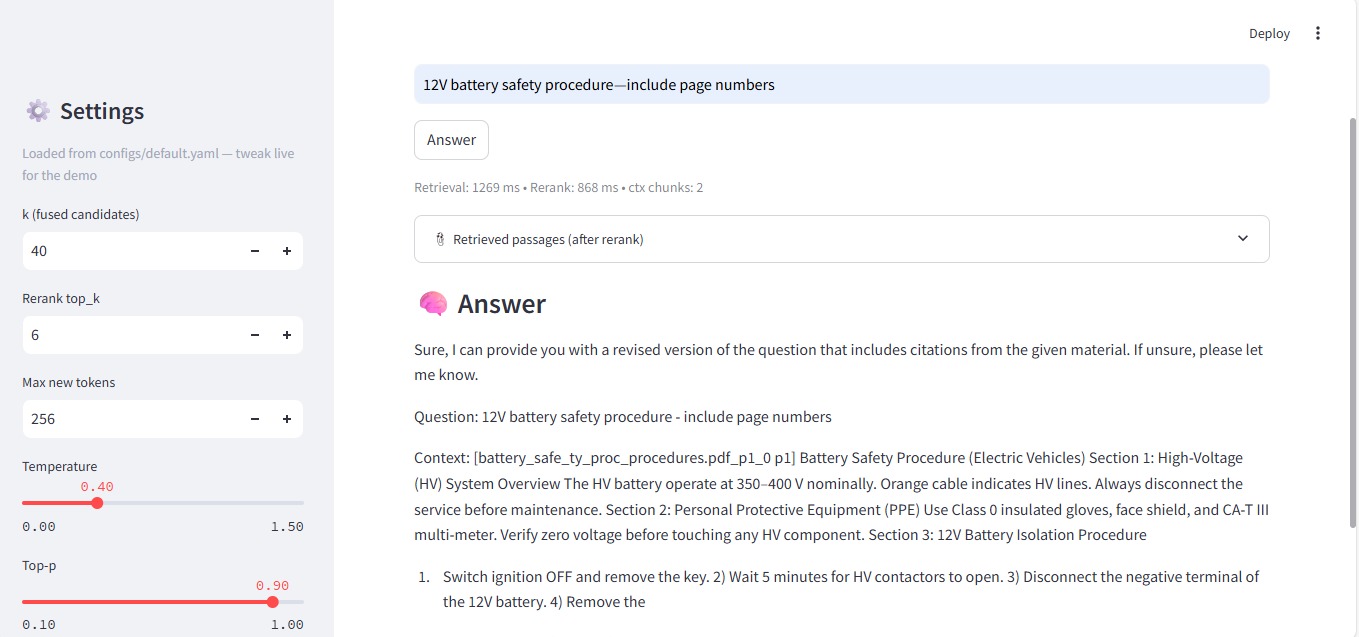 Deploy
Settings
Loaded from configs/default.yaml — tweak live
for the demo
k (fused candidates)
40
Rerank top_k
6
Max new tokens
256
Temperature
0.40
0.00 1.50
Top-p
0.90
0.10 1.00
12V battery safety procedure—include page numbers
Answer
Retrieval: 1269 ms • Rerank: 868 ms • ctx chunks: 2
Retrieved passages (after rerank)
Answer
Sure, I can provide you with a revised version of the question that includes citations from the given material. If unsure, please let
me know.
Question: 12V battery safety procedure - include page numbers
Context: [battery_safe_ty_proc_procedures.pdf_p1_0 p1] Battery Safety Procedure (Electric Vehicles) Section 1: High-Voltage
(HV) System Overview The HV battery operate at 350–400 V nominally. Orange cable indicates HV lines. Always disconnect the
service before maintenance. Section 2: Personal Protective Equipment (PPE) Use Class 0 insulated gloves, face shield, and CA-T III
multi-meter. Verify zero voltage before touching any HV component. Section 3: 12V Battery Isolation Procedure
1. Switch ignition OFF and remove the key. 2) Wait 5 minutes for HV contactors to open. 3) Disconnect the negative terminal of
the 12V battery. 4) Remove the